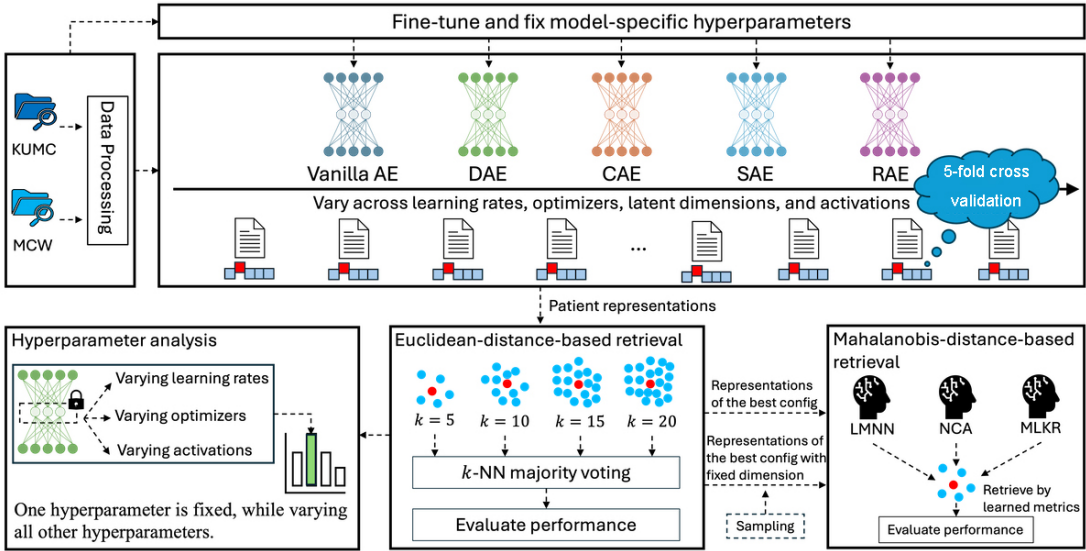 Fine-tune and fix model-specific hyperparameters
KUMC
MCW
Data Processing
Vanilla AE
DAE
CAE
SAE
RAE
5-fold cross
validation
Vary across learning rates, optimizers, latent dimensions, and activations
...
Patient representations
Hyperparameter analysis
Varying learning rates
Varying optimizers
Varying activations
One hyperparameter is fixed, while varying
all other hyperparameters.
Euclidean-distance-based retrieval
k = 5
k = 10
k = 15
k = 20
k-NN majority voting
Evaluate performance
Representations
of the best config
Representations of
the best config with
fixed dimension
Sampling
Mahalanobis-distance-based
retrieval
LMNN
NCA
MLKR
Retrieve by
learned metrics
Evaluate performance